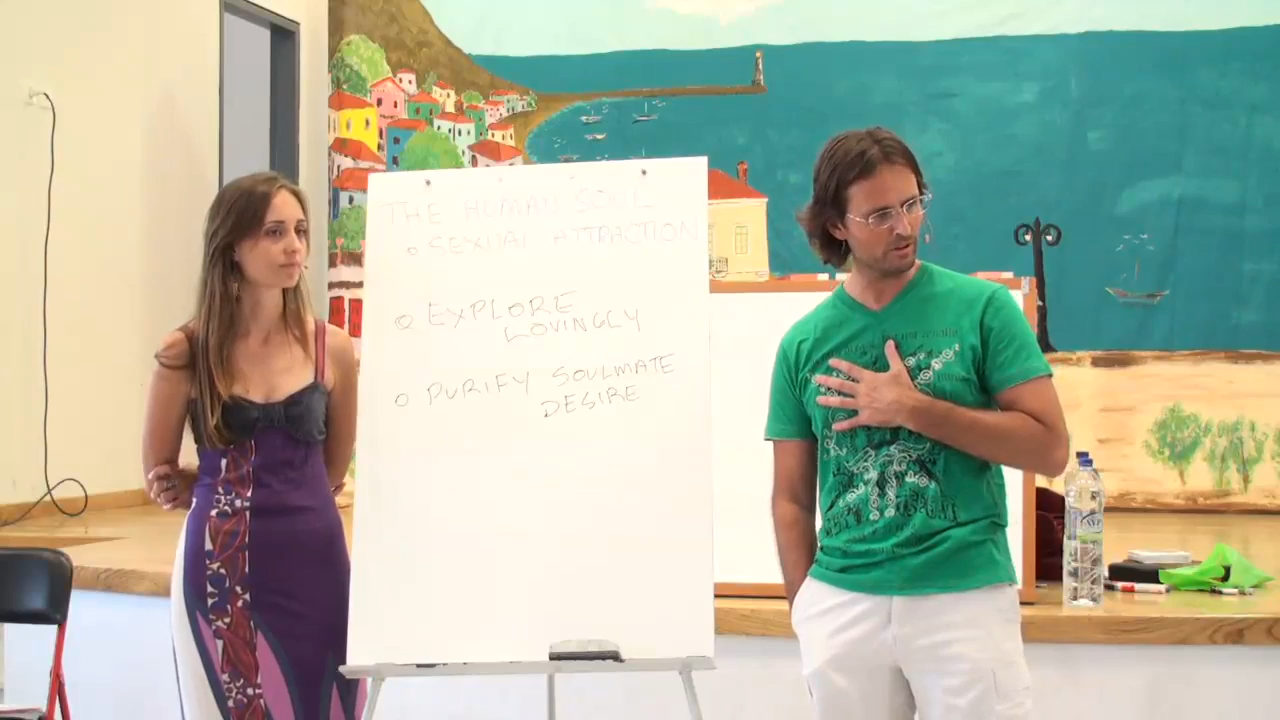 THE HUMAN SOUL
o SEXUAL ATTRACTION
o EXPLORE
LOVINGLY
o PURIFY SOULMATE
DESIRE